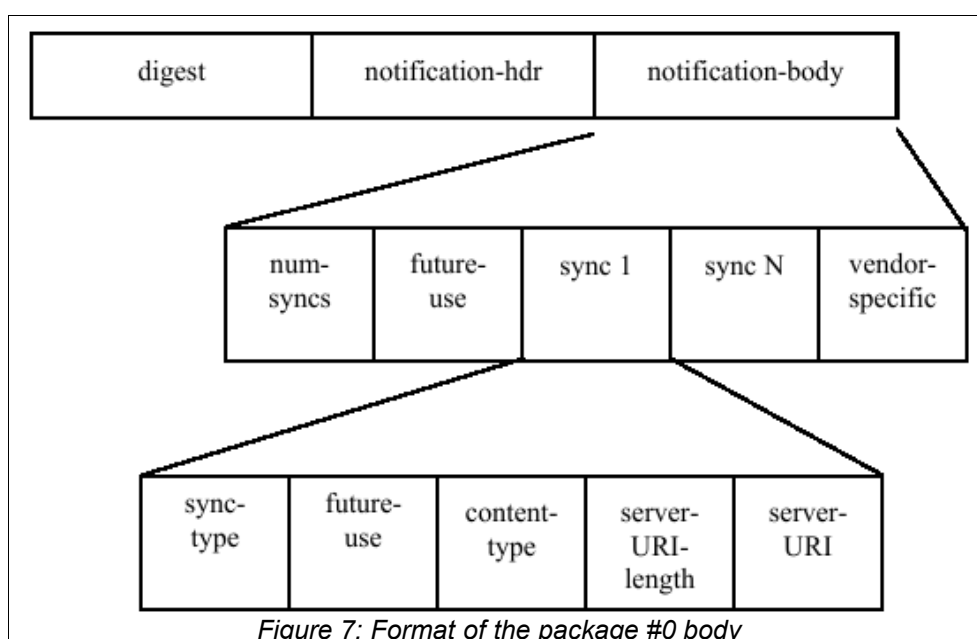 digest notification-hdr notification-body
num-
syncs
future-
use
sync 1
sync N
vendor-
specific
sync-
type
future-
use
content-
type
server-
URI-
length
server-
URI
Figure 7: Format of the package #0 body